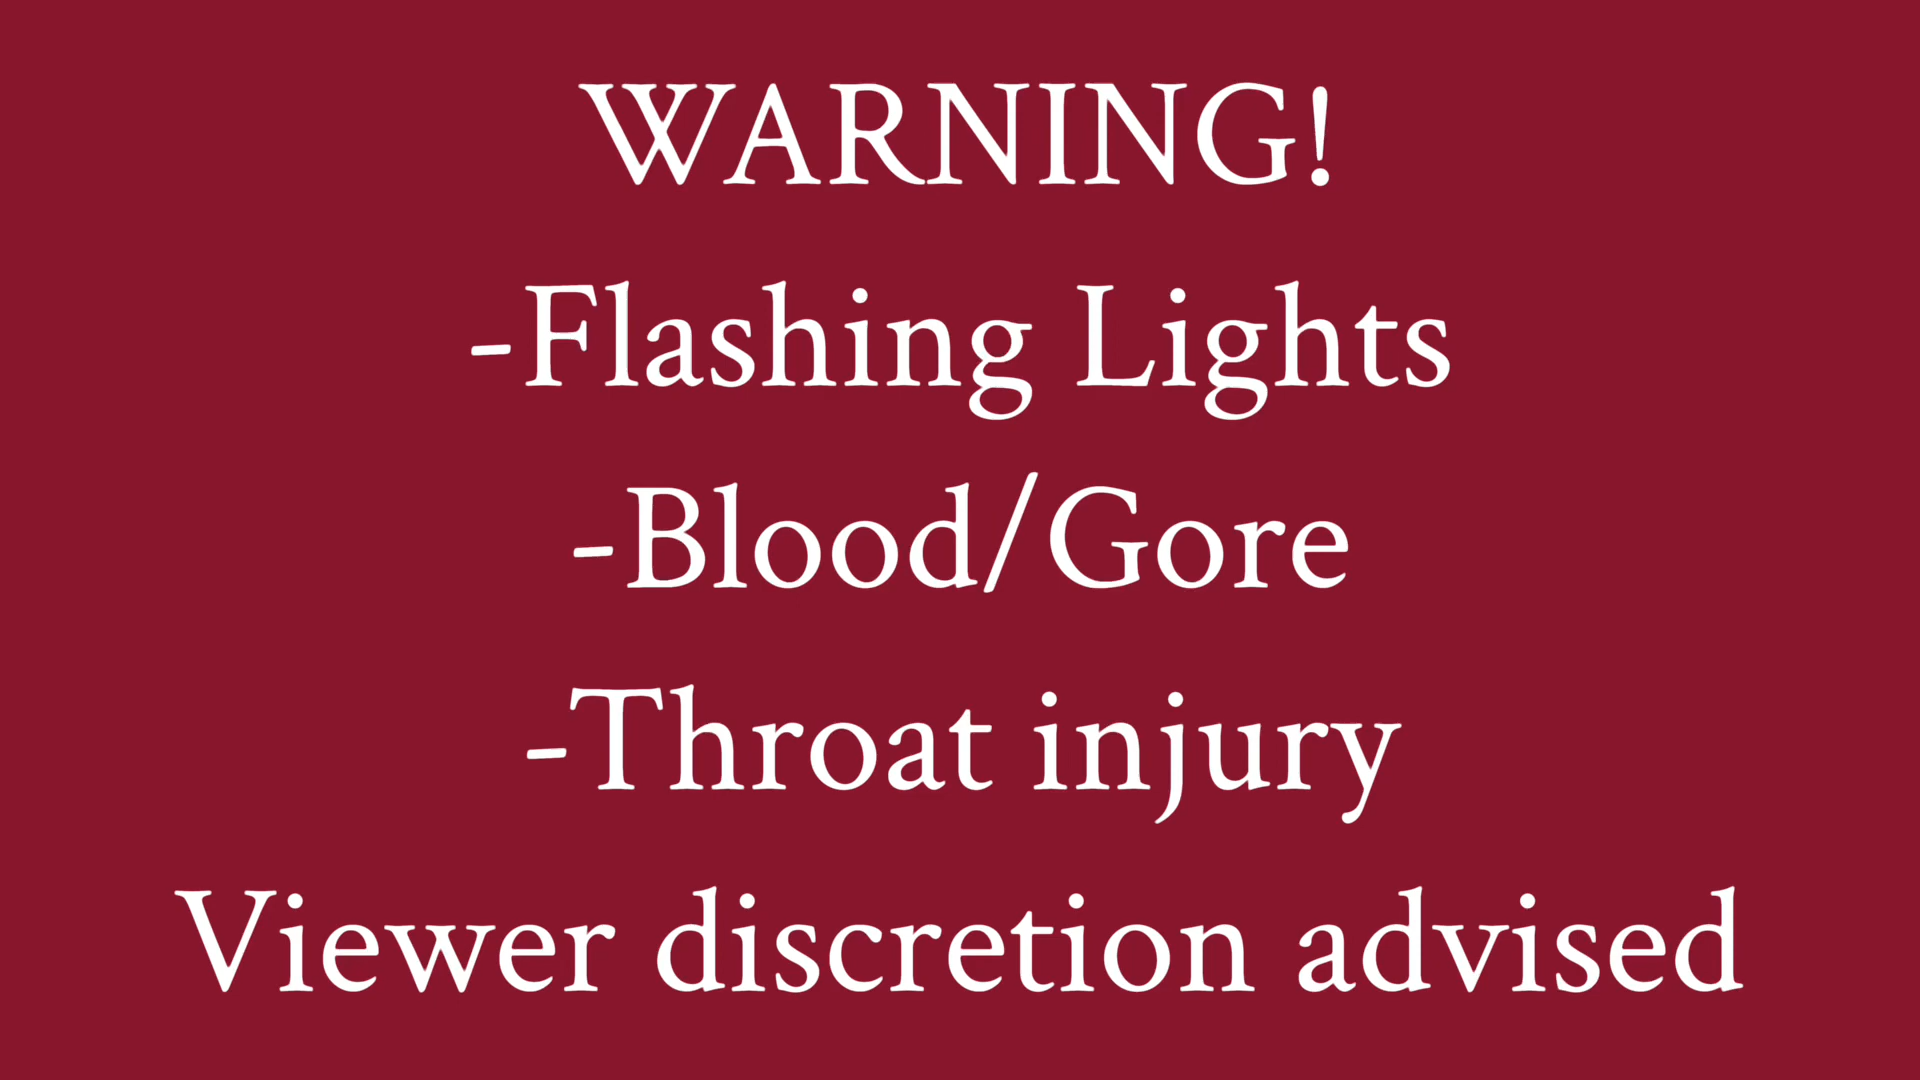 WARNING!
-Flashing Lights
-Blood/Gore
-Throat injury
Viewer discretion advised